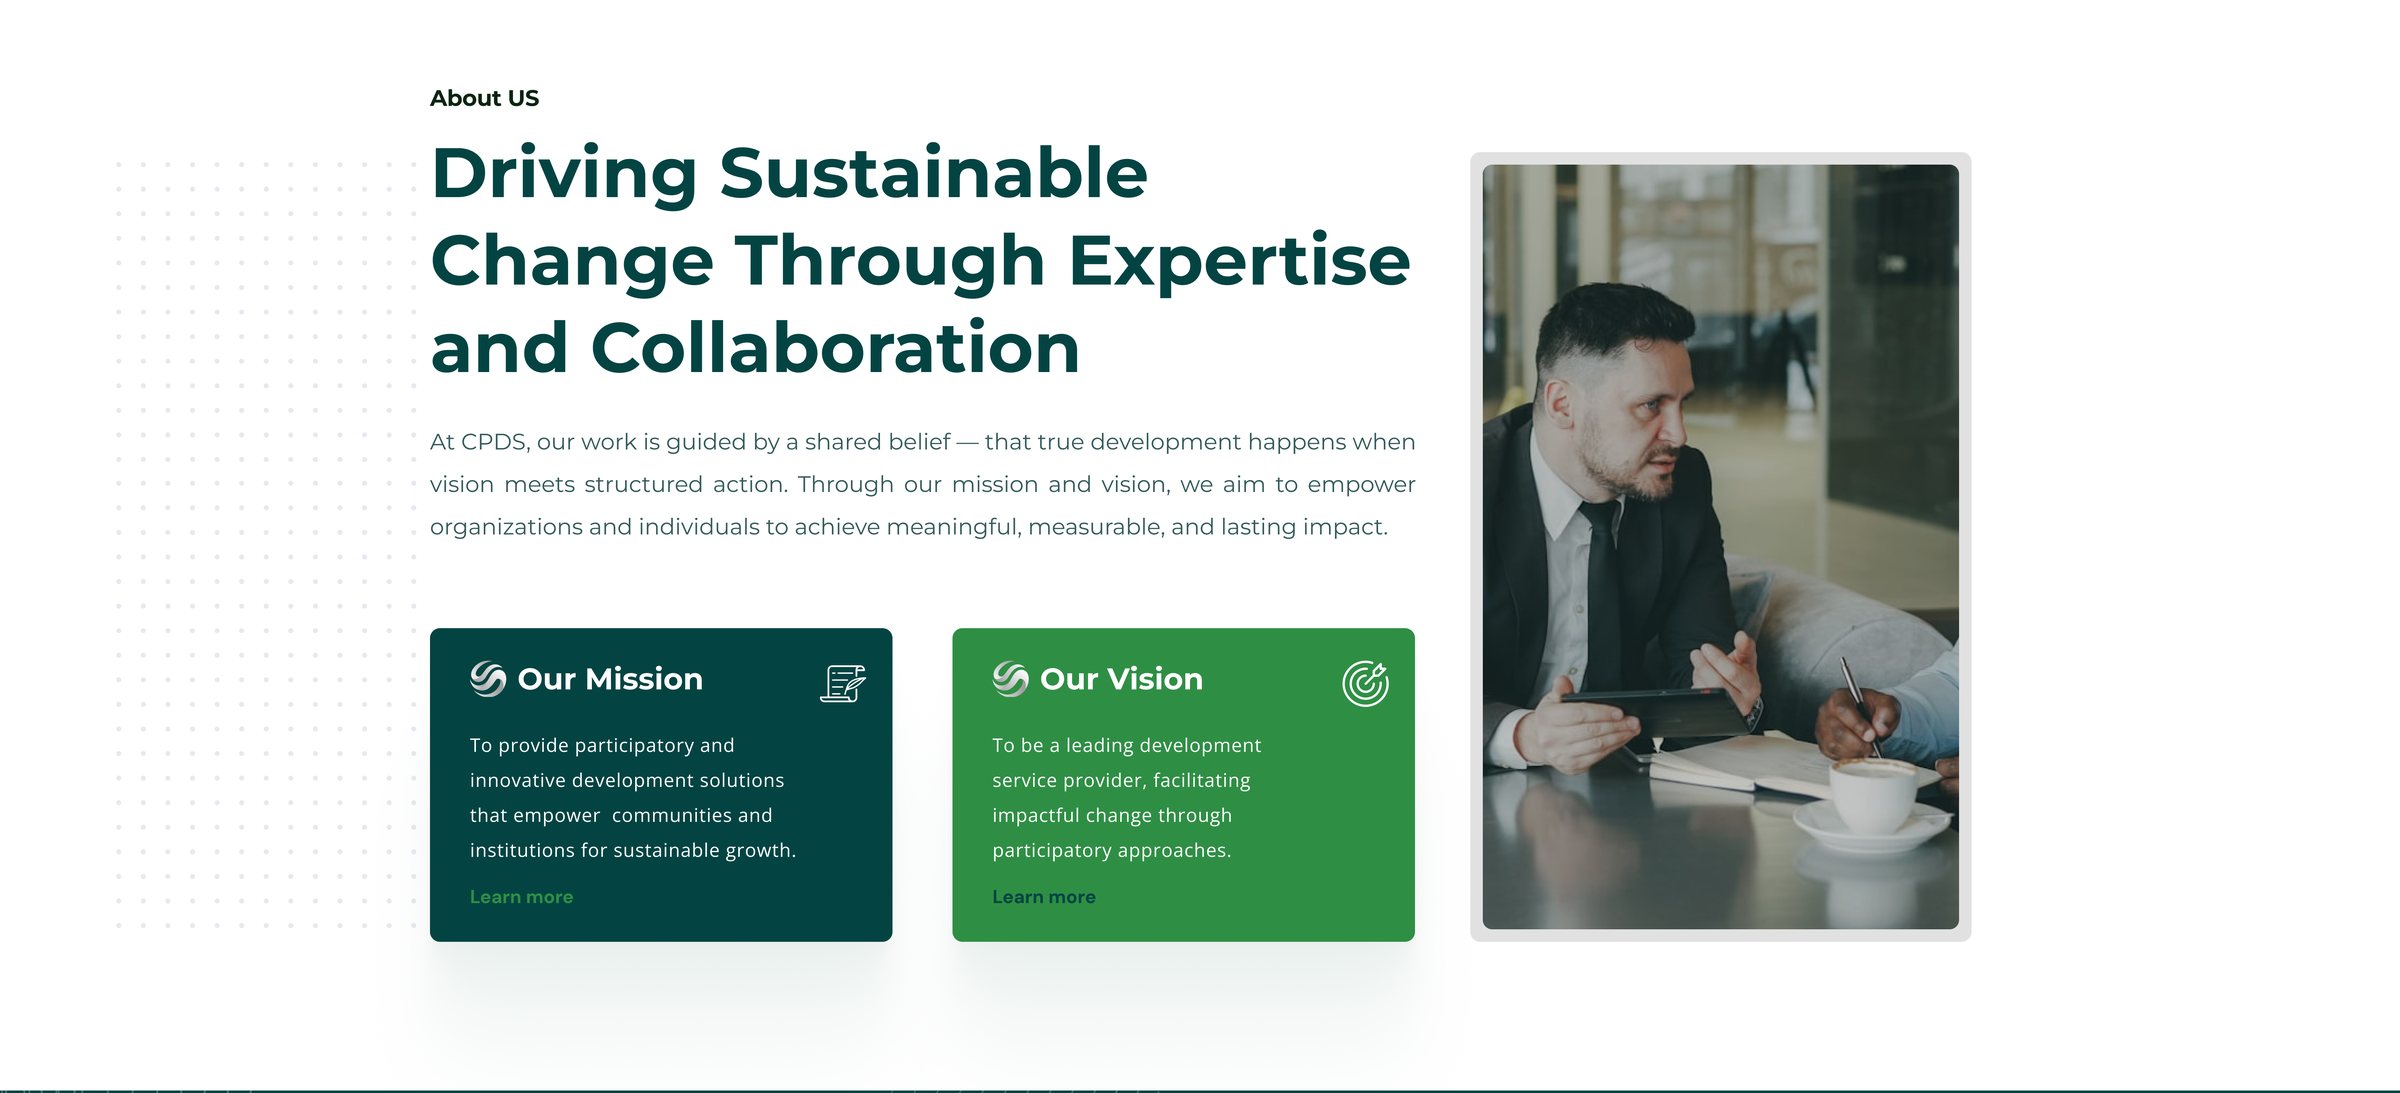 About US
Driving Sustainable
Change Through Expertise
and Collaboration
At CPDS, our work is guided by a shared belief — that true development happens when
vision meets structured action. Through our mission and vision, we aim to empower
organizations and individuals to achieve meaningful, measurable, and lasting impact.
Our Mission
To provide participatory and
innovative development solutions
that empower  communities and
institutions for sustainable growth.
Learn more
Our Vision
To be a leading development
service provider, facilitating
impactful change through
participatory approaches.
Learn more